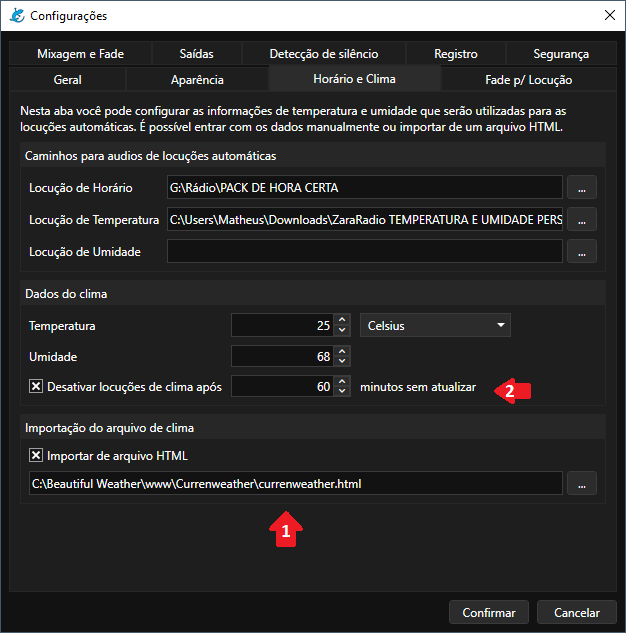 Configurações
Mixagem e Fade
Saídas
Detecção de silêncio
Registro
Segurança
Geral
Aparência
Horário e Clima
Fade p/ Locução
Nesta aba você pode configurar as informações de temperatura e umidade que serão utilizadas para as
locuções automáticas. É possível entrar com os dados manualmente ou importar de um arquivo HTML.
Caminhos para audios de locuções automáticas
Locução de Horário
G:\Rádio\PACK DE HORA CERTA
...
Locução de Temperatura
C:\Users\Matheus\Downloads\ZaraRadio TEMPERATURA E UMIDADE PERS
...
Locução de Umidade
...
Dados do clima
Temperatura
25
Celsius
Umidade
68
Desativar locuções de clima após
60
minutos sem atualizar
2
Importação do arquivo de clima
Importar de arquivo HTML
C:\Beautiful Weather\www\Currenweather\currenweather.html
...
1
Confirmar
Cancelar